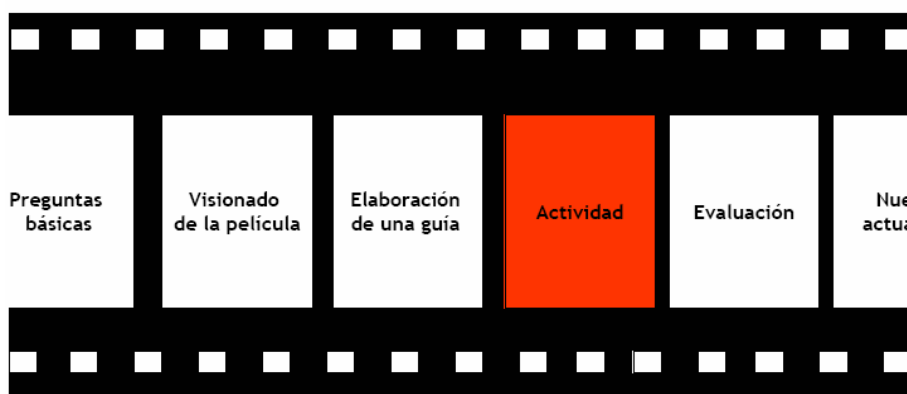 Preguntas
básicas
Visionado
de la película
Elaboración
de una guía
Actividad
Evaluación